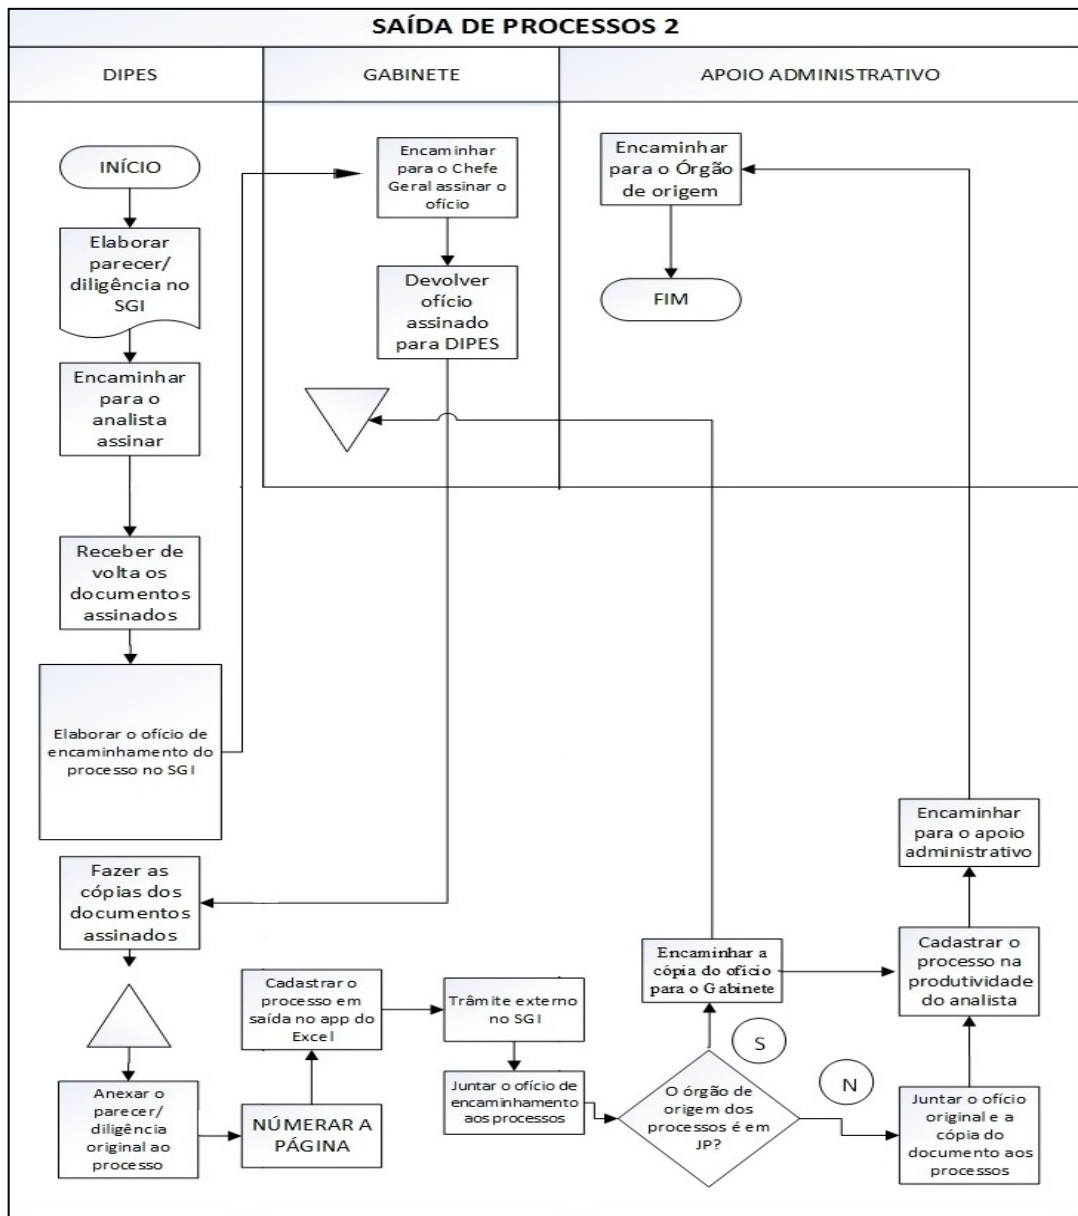 SAÍDA DE PROCESSOS 2
DIPES
GABINETE
APOIO ADMINISTRATIVO
INÍCIO
Elaborar
parecer/
diligência no
SGI
Encaminhar
para o
analista
assinar
Receber de
volta os
documentos
assinados
Elaborar o ofício de
encaminhamento do
processo no SGI
Encaminhar
para o Chefe
Geral assinar o
ofício
Devolver
ofício
assinado
para DIPES
Fazer as
cópias dos
documentos
assinados
Anexar o
parecer/
diligência
original ao
processo
NÚMERAR A
PÁGINA
Cadastrar o
processo em
saída no app do
Excel
Trâmite externo
no SGI
Juntar o ofício de
encaminhamento
aos processos
O órgão de
origem dos
processos é em
JP?
S
N
Encaminhar a
cópia do ofício
para o Gabinete
Juntar o ofício
original e a
cópia do
documento aos
processos
Cadastrar o
processo na
produtividade
do analista
Encaminhar
para o apoio
administrativo
Encaminhar
para o Órgão
de origem
FIM